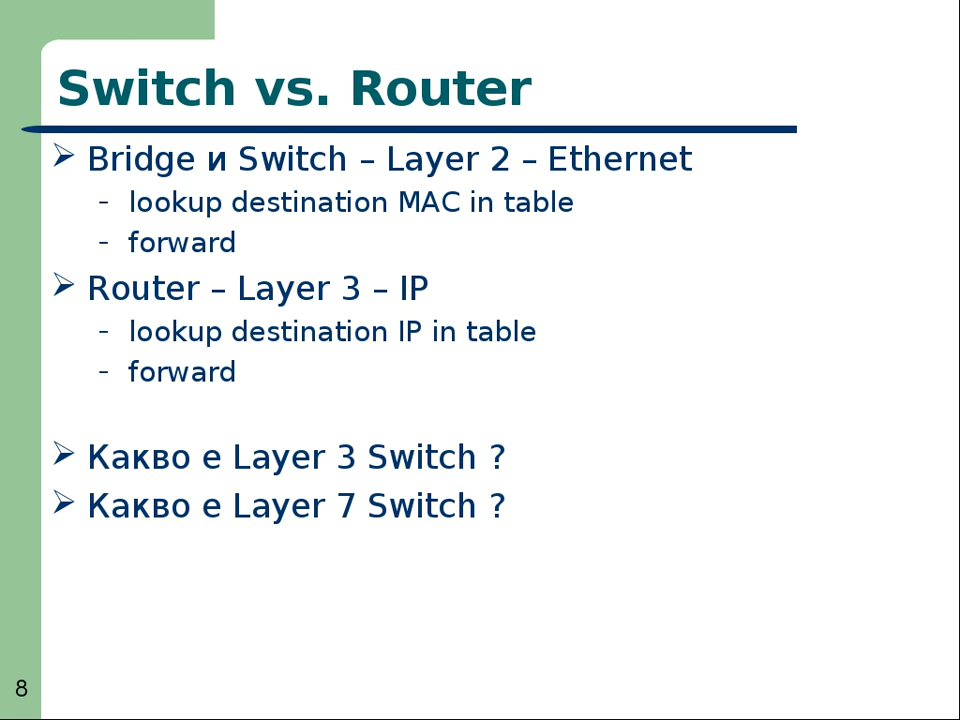 Switch vs. Router
Bridge и Switch – Layer 2 – Ethernet
– lookup destination MAC in table
– forward
Router – Layer 3 – IP
– lookup destination IP in table
– forward
Какво е Layer 3 Switch ?
Какво е Layer 7 Switch ?
8